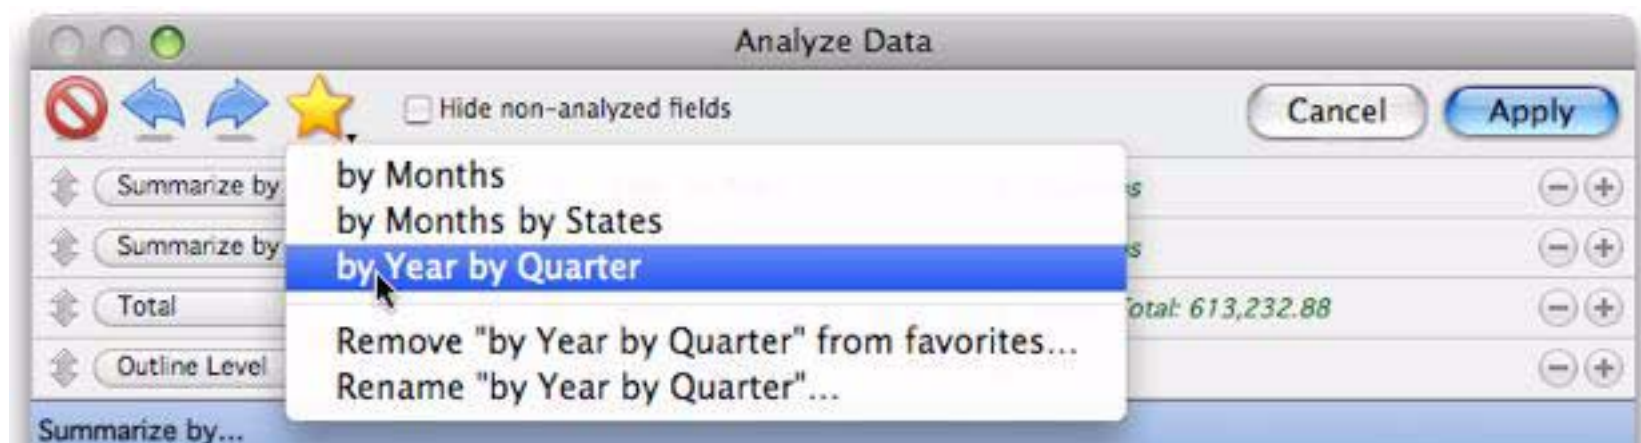 Analyze Data
Hide non-analyzed fields
Cancel
Apply
Summarize by
by Months
by Months by States
Summarize by
by Year by Quarter
Total
Total: 613,232.88
Remove "by Year by Quarter" from favorites...
Outline Level
Rename "by Year by Quarter"...
Summarize by...